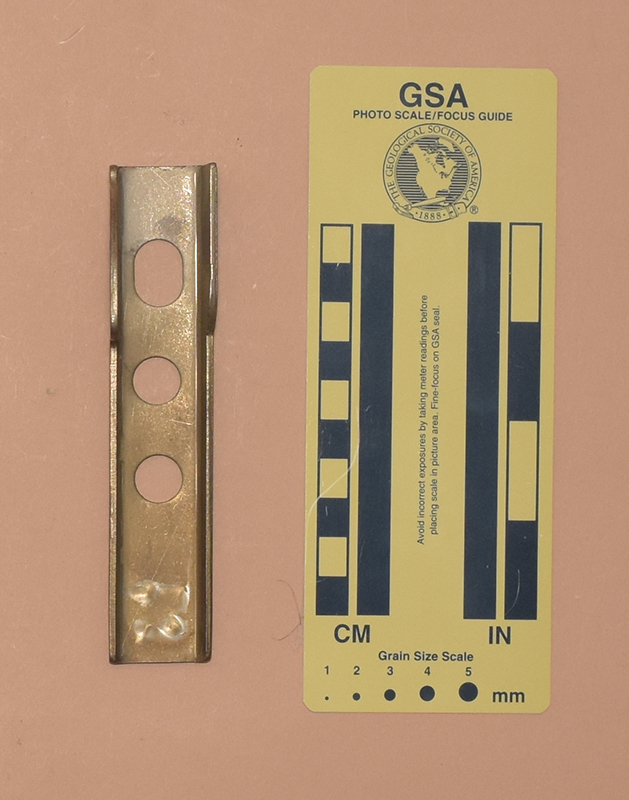 GSA
PHOTO SCALE/FOCUS GUIDE
THE GEOLOGICAL SOCIETY OF AMERICA
·1888·
®
Avoid incorrect exposures by taking meter readings before
placing scale in picture area. Fine-focus on GSA seal.
CM
IN
Grain Size Scale
1 2 3 4 5
mm